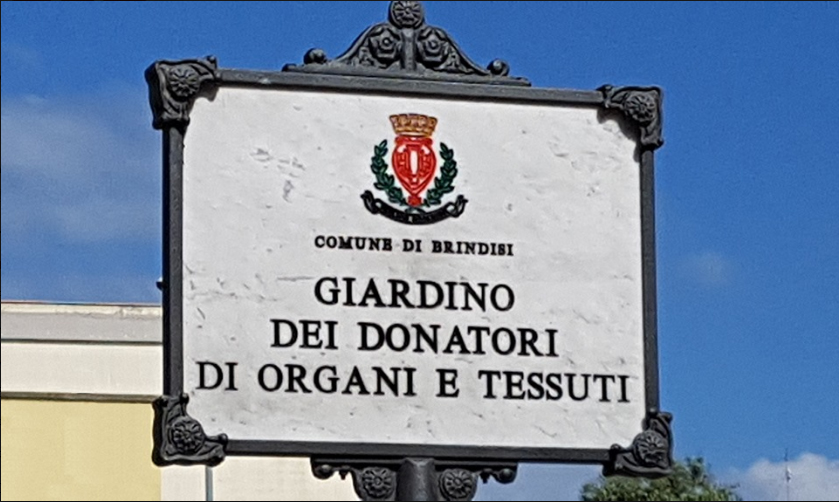 COMUNE DI BRINDISI
GIARDINO
DEI DONATORI
DI ORGANI E TESSUTI